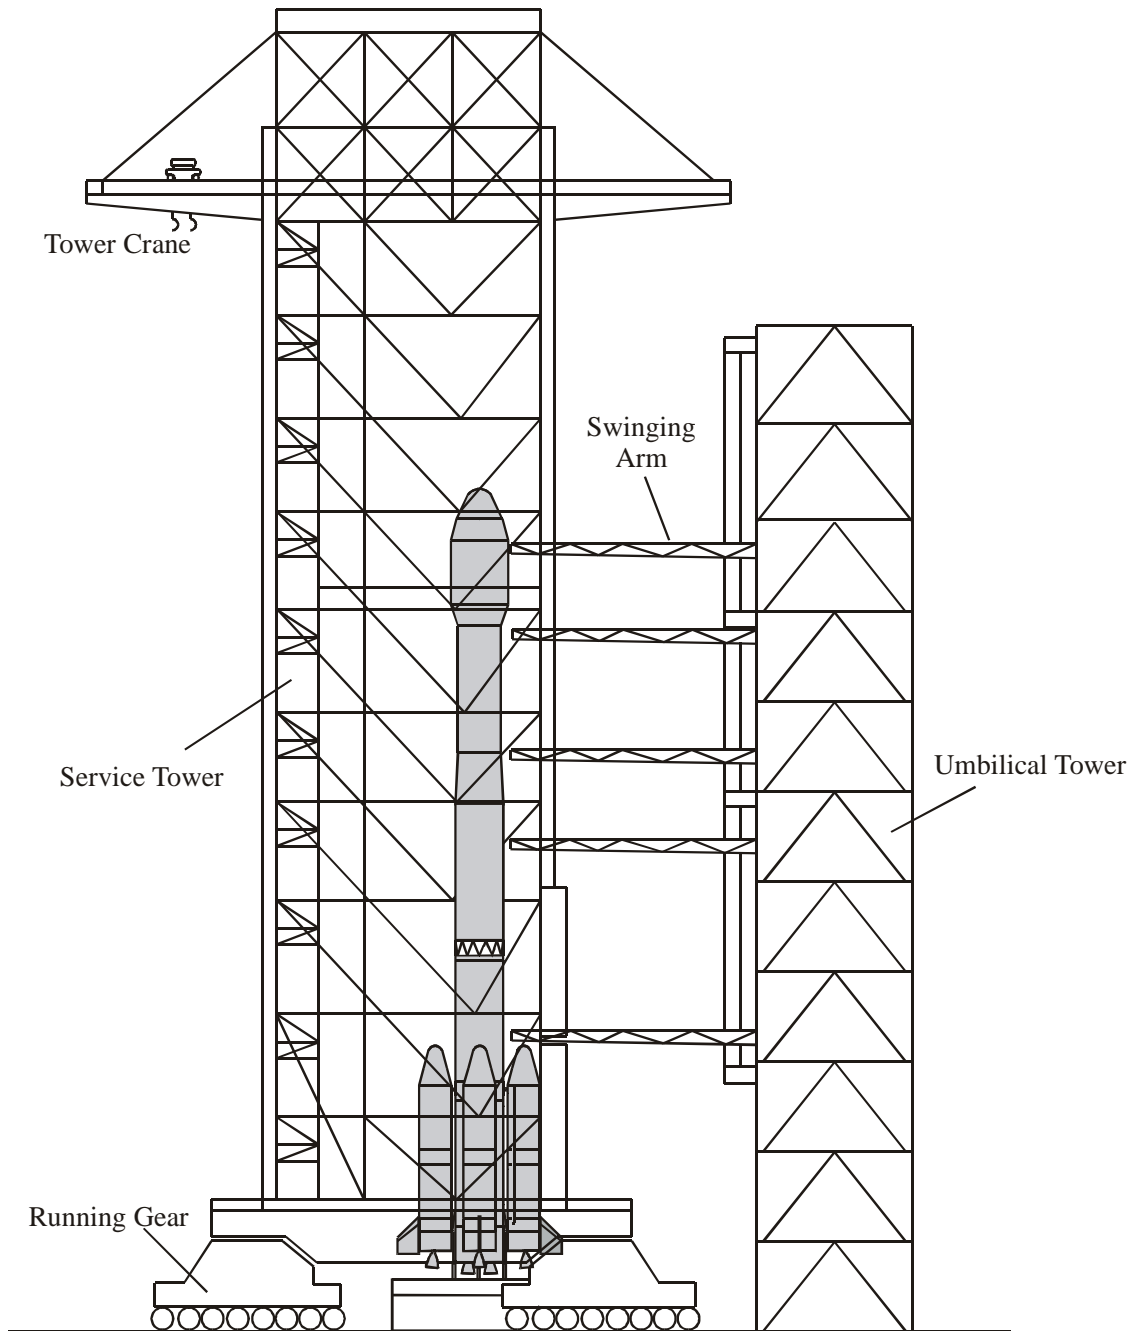 Tower Crane
Swinging
Arm
Service Tower
Umbilical Tower
Running Gear